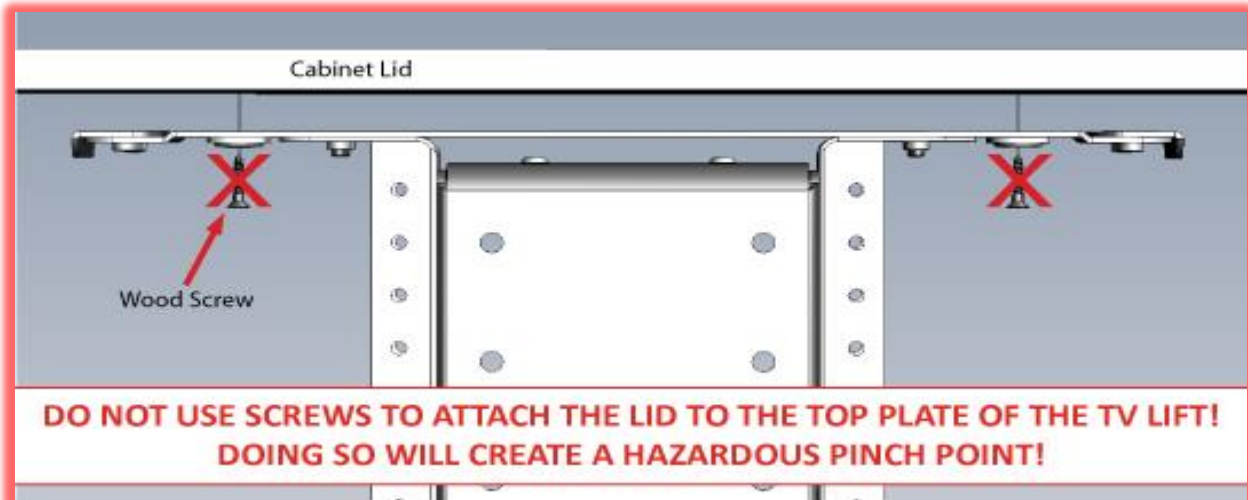 Cabinet Lid
Wood Screw
DO NOT USE SCREWS TO ATTACH THE LID TO THE TOP PLATE OF THE TV LIFT!
DOING SO WILL CREATE A HAZARDOUS PINCH POINT!